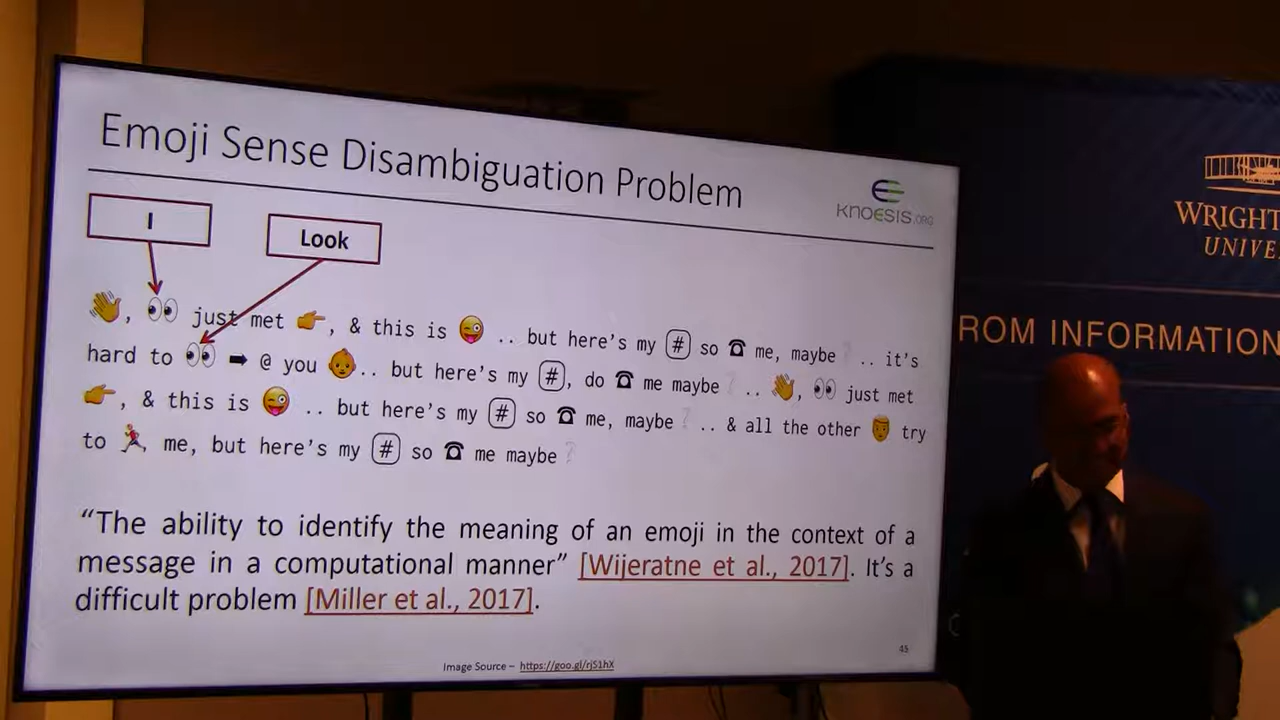 Emoji Sense Disambiguation Problem
KNOESIS.ORG
I
Look
👋, 👀 just met 👉, & this is 😜 .. but here's my #️⃣ so ☎ me, maybe❔.. it's
hard to 👀 ➡ @ you 👶.. but here's my #️⃣, do ☎ me maybe❔.. 👋, 👀 just met
👉, & this is 😜 .. but here's my #️⃣ so ☎ me, maybe❔.. & all the other 👨 try
to 🏃 me, but here's my #️⃣ so ☎ me maybe❔
"The ability to identify the meaning of an emoji in the context of a
message in a computational manner" [Wijeratne et al., 2017]. It's a
difficult problem [Miller et al., 2017].
Image Source – https://goo.gl/rjS1hX
WRIGHT
UNIVE
ROM INFORMATION